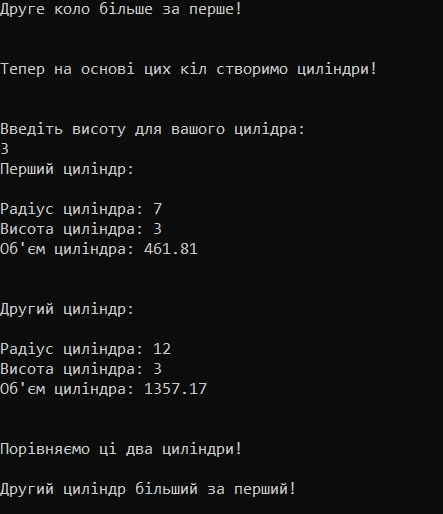 Друге коло більше за перше!
Тепер на основі цих кіл створимо циліндри!
Введіть висоту для вашого цилідра:
3
Перший циліндр:
Радіус циліндра: 7
Висота циліндра: 3
Об'єм циліндра: 461.81
Другий циліндр:
Радіус циліндра: 12
Висота циліндра: 3
Об'єм циліндра: 1357.17
Порівняємо ці два циліндри!
Другий циліндр більший за перший!